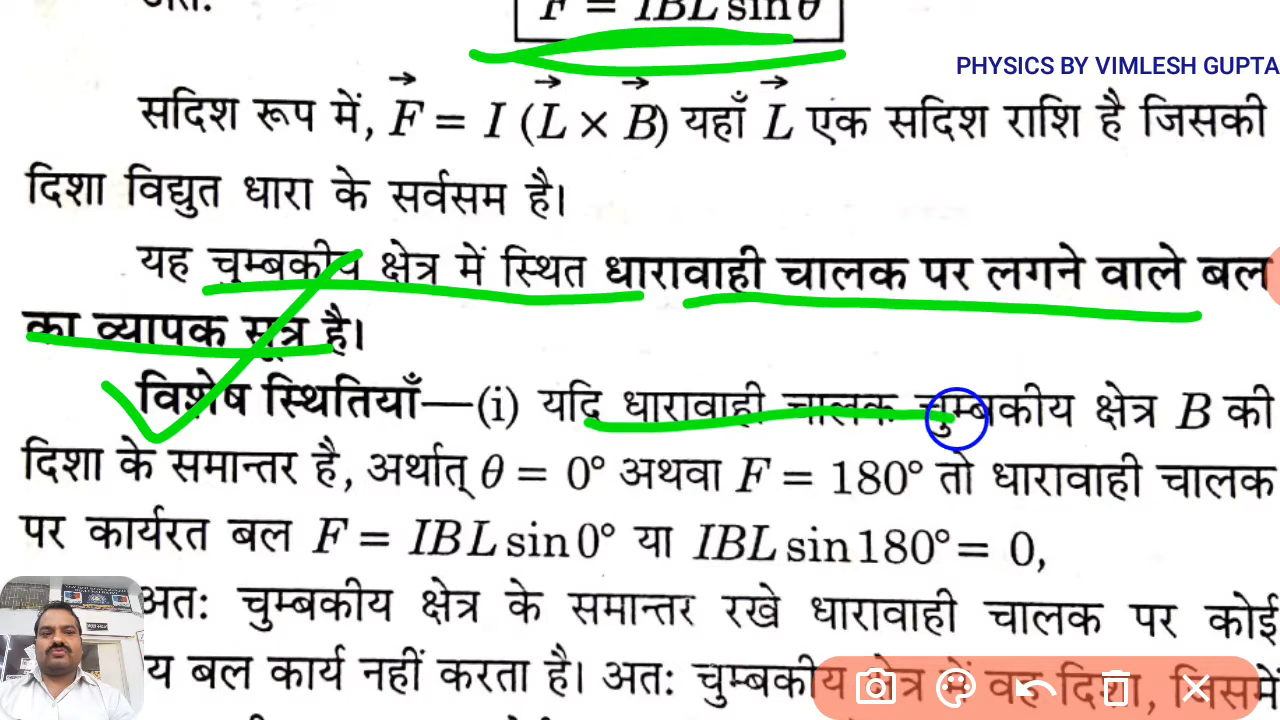 अतः F = IBL sin θ
PHYSICS BY VIMLESH GUPTA
सदिश रूप में, F⃗ = I (L⃗ × B⃗) यहाँ L⃗ एक सदिश राशि है जिसकी
दिशा विद्युत धारा के सर्वसम है।
यह चुम्बकीय क्षेत्र में स्थित धारावाही चालक पर लगने वाले बल
का व्यापक सूत्र है।
विशेष स्थितियाँ—(i) यदि धारावाही चालक चुम्बकीय क्षेत्र B की
दिशा के समान्तर है, अर्थात् θ = 0° अथवा F = 180° तो धारावाही चालक
पर कार्यरत बल F = IBL sin 0° या IBL sin 180° = 0,
अतः चुम्बकीय क्षेत्र के समान्तर रखे धारावाही चालक पर कोई
य बल कार्य नहीं करता है। अतः चुम्बकीय क्षेत्र में वह दिशा, जिसमें